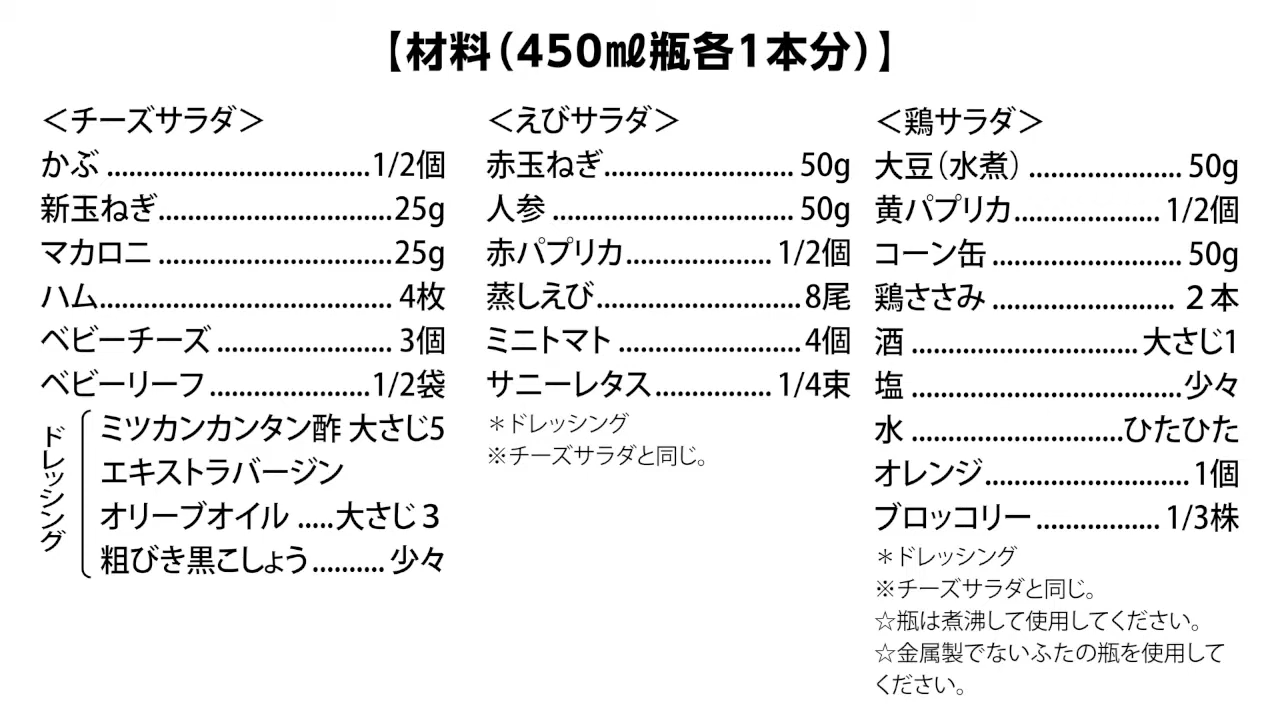 【材料（450㎖瓶各1本分）】
＜チーズサラダ＞
かぶ ..................................1/2個
新玉ねぎ..............................25g
マカロニ ..............................25g
ハム...................................... 4枚
ベビーチーズ ....................... 3個
ベビーリーフ .....................1/2袋
ドレッシング
ミツカンカンタン酢 大さじ5
エキストラバージン
オリーブオイル .....大さじ３
粗びき黒こしょう.......... 少々
＜えびサラダ＞
赤玉ねぎ......................... 50g
人参 ............................... 50g
赤パプリカ................... 1/2個
蒸しえび...........................8尾
ミニトマト ........................4個
サニーレタス ............... 1/4束
＊ドレッシング
※チーズサラダと同じ。
＜鶏サラダ＞
大豆（水煮） .................... 50g
黄パプリカ................... 1/2個
コーン缶 ......................... 50g
鶏ささみ ........................ ２本
酒 .............................大さじ1
塩 ...................................少々
水 ...........................ひたひた
オレンジ..........................1個
ブロッコリー................ 1/3株
＊ドレッシング
※チーズサラダと同じ。
☆瓶は煮沸して使用してください。
☆金属製でないふたの瓶を使用して
ください。